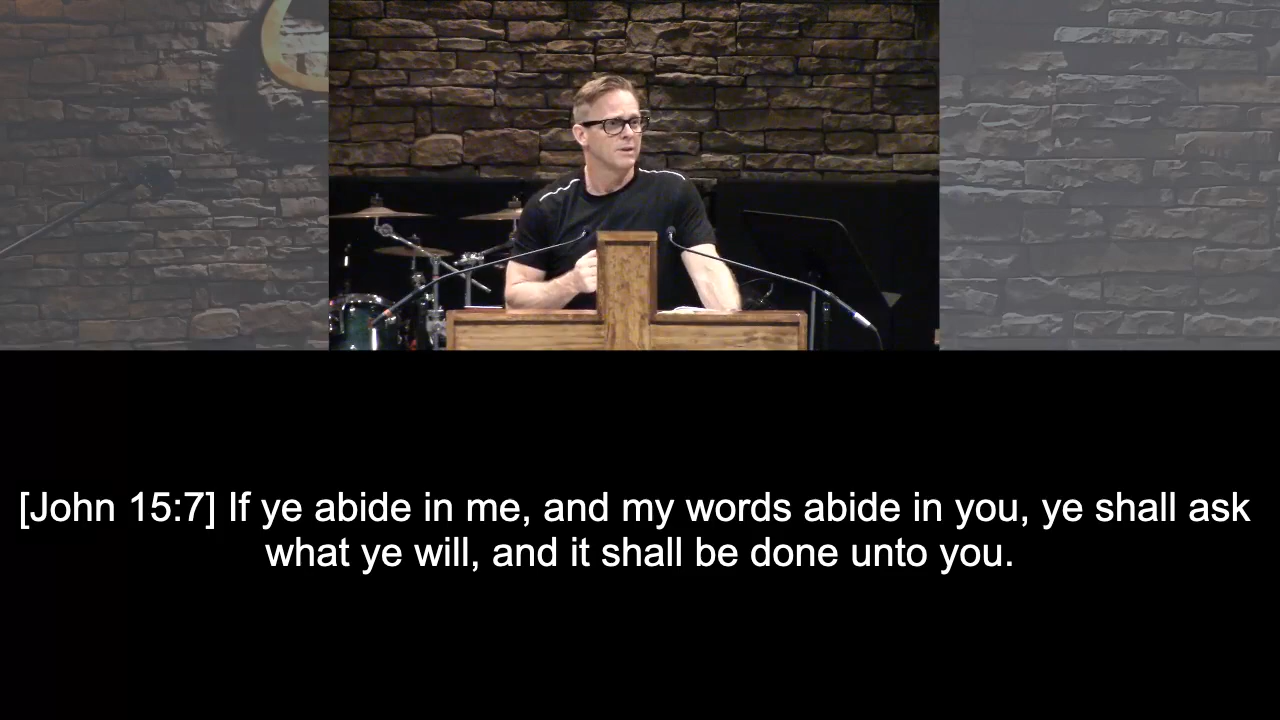 [John 15:7] If ye abide in me, and my words abide in you, ye shall ask
what ye will, and it shall be done unto you.